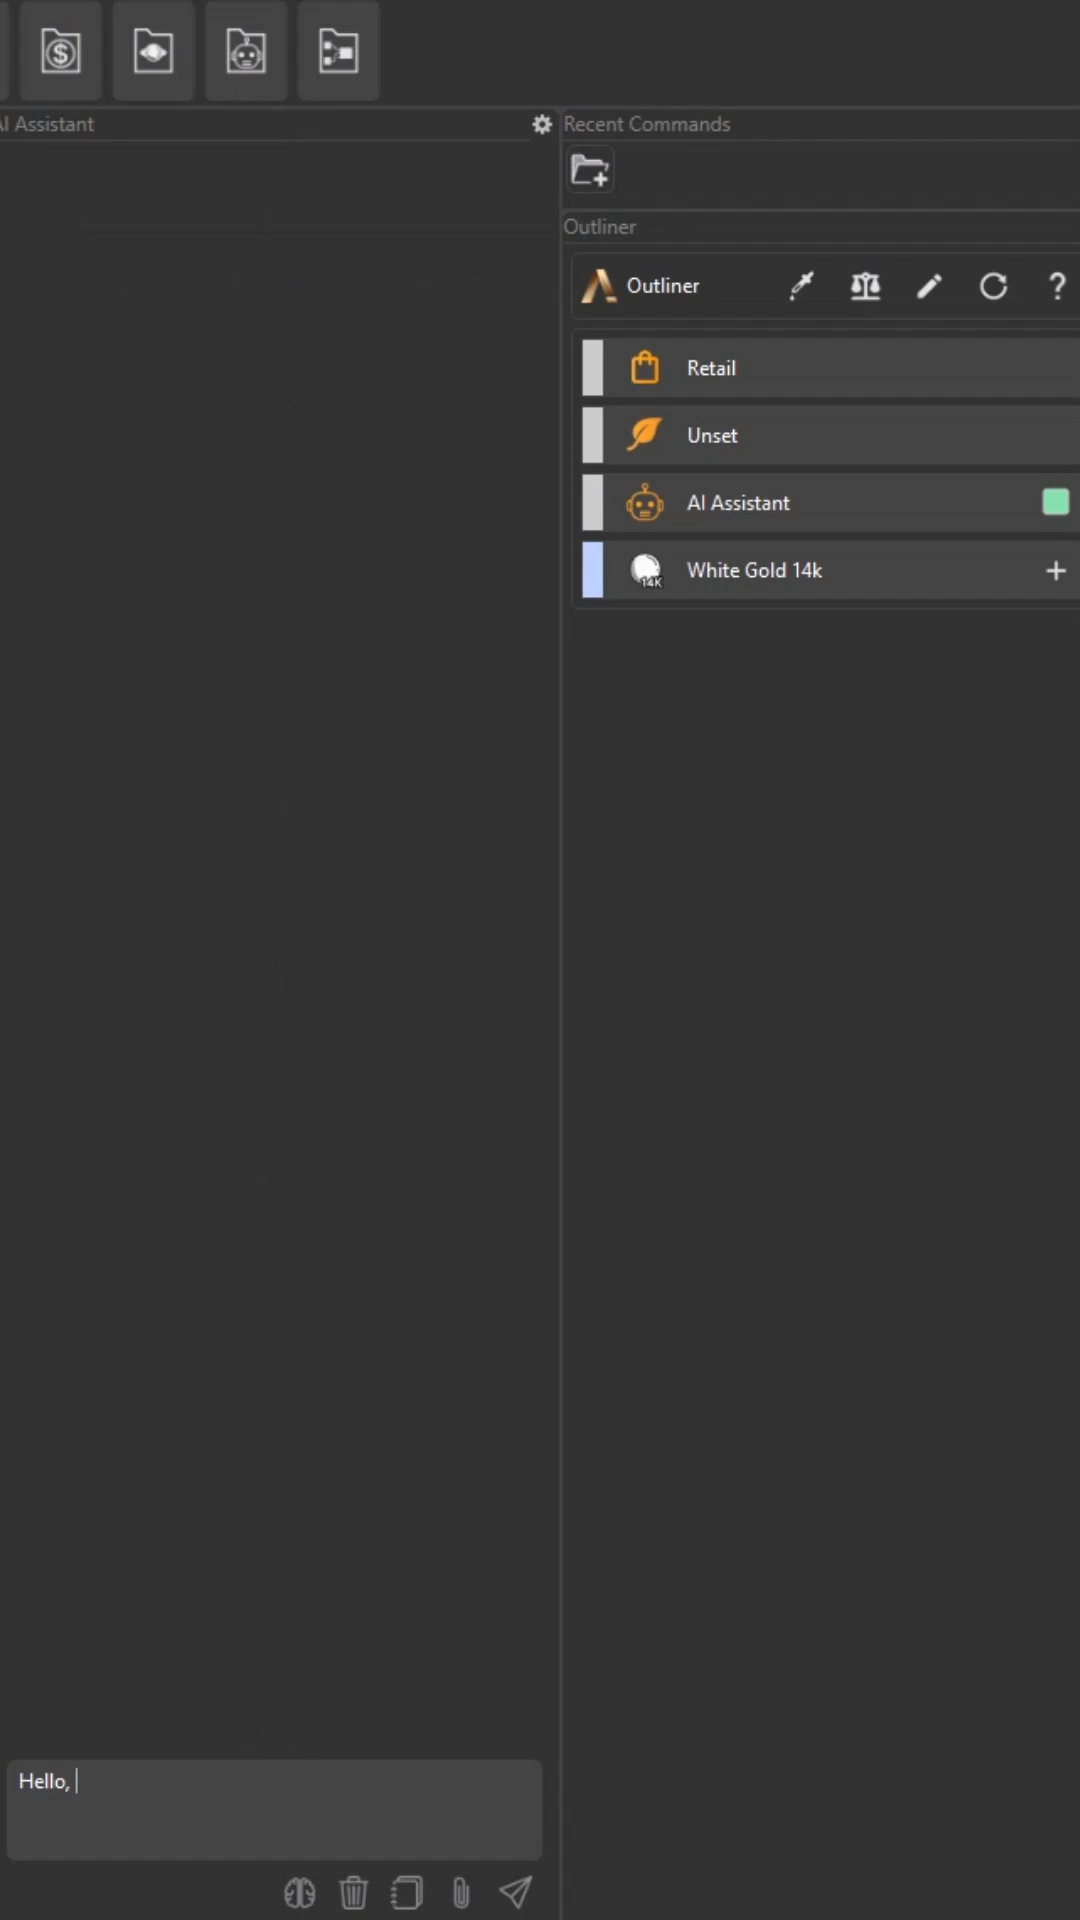 AI Assistant
Recent Commands
Outliner
Outliner
?
Retail
Unset
AI Assistant
White Gold 14k
14K
Hello,